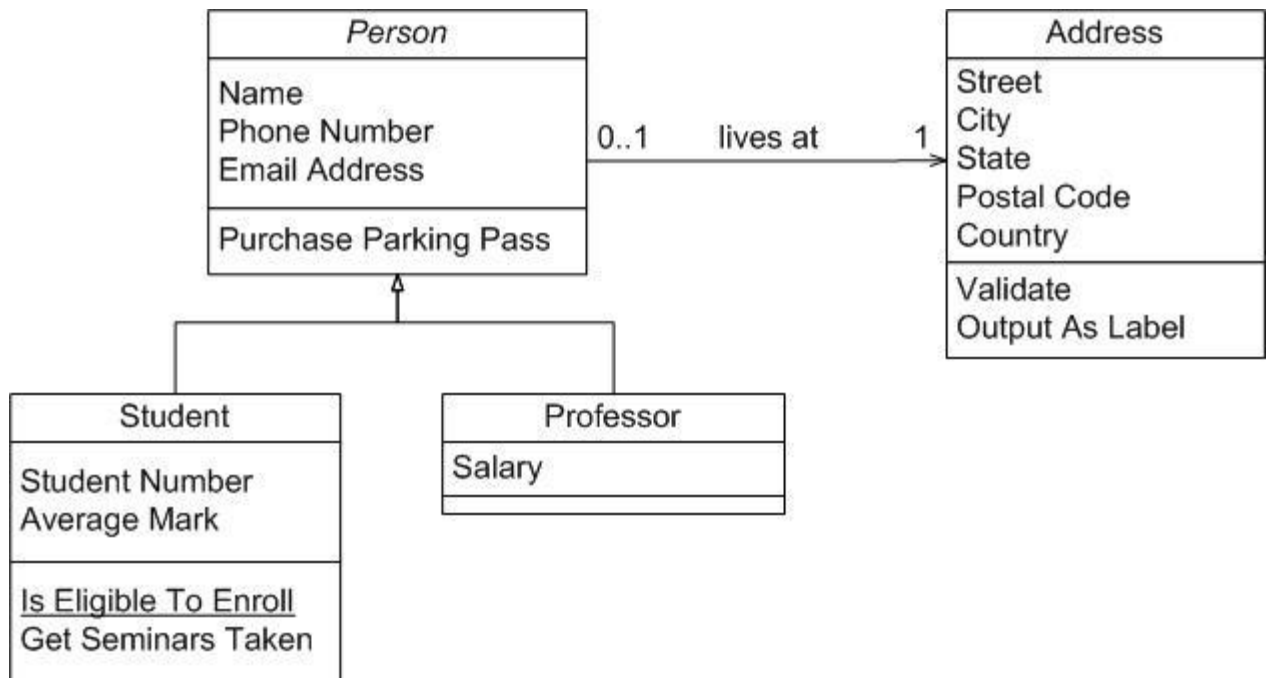 Person
Name
Phone Number
Email Address
Purchase Parking Pass
0..1 lives at 1
Address
Street
City
State
Postal Code
Country
Validate
Output As Label
Student
Student Number
Average Mark
Is Eligible To Enroll
Get Seminars Taken
Professor
Salary